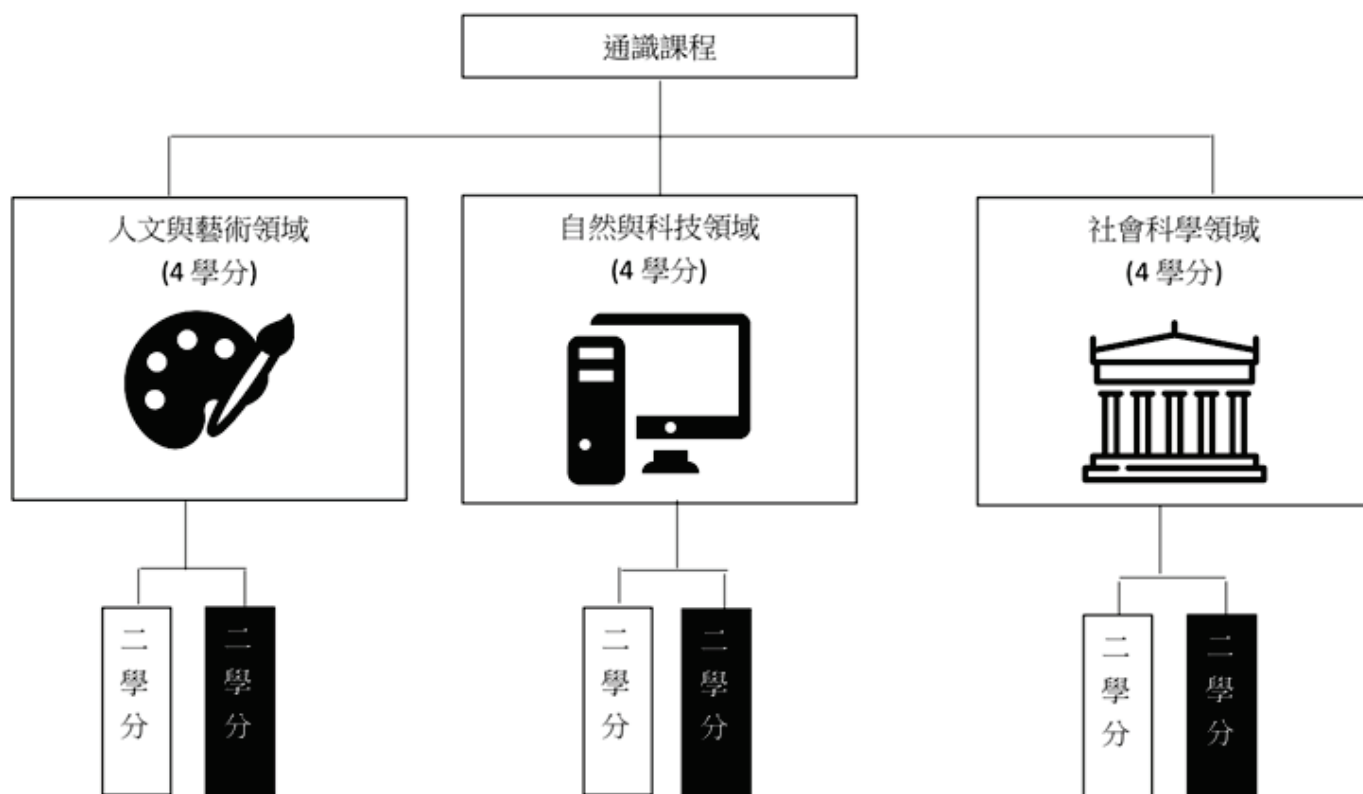 通識課程
人文與藝術領域
(4 學分)
自然與科技領域
(4 學分)
社會科學領域
(4 學分)
二學分
二學分
二學分
二學分
二學分
二學分